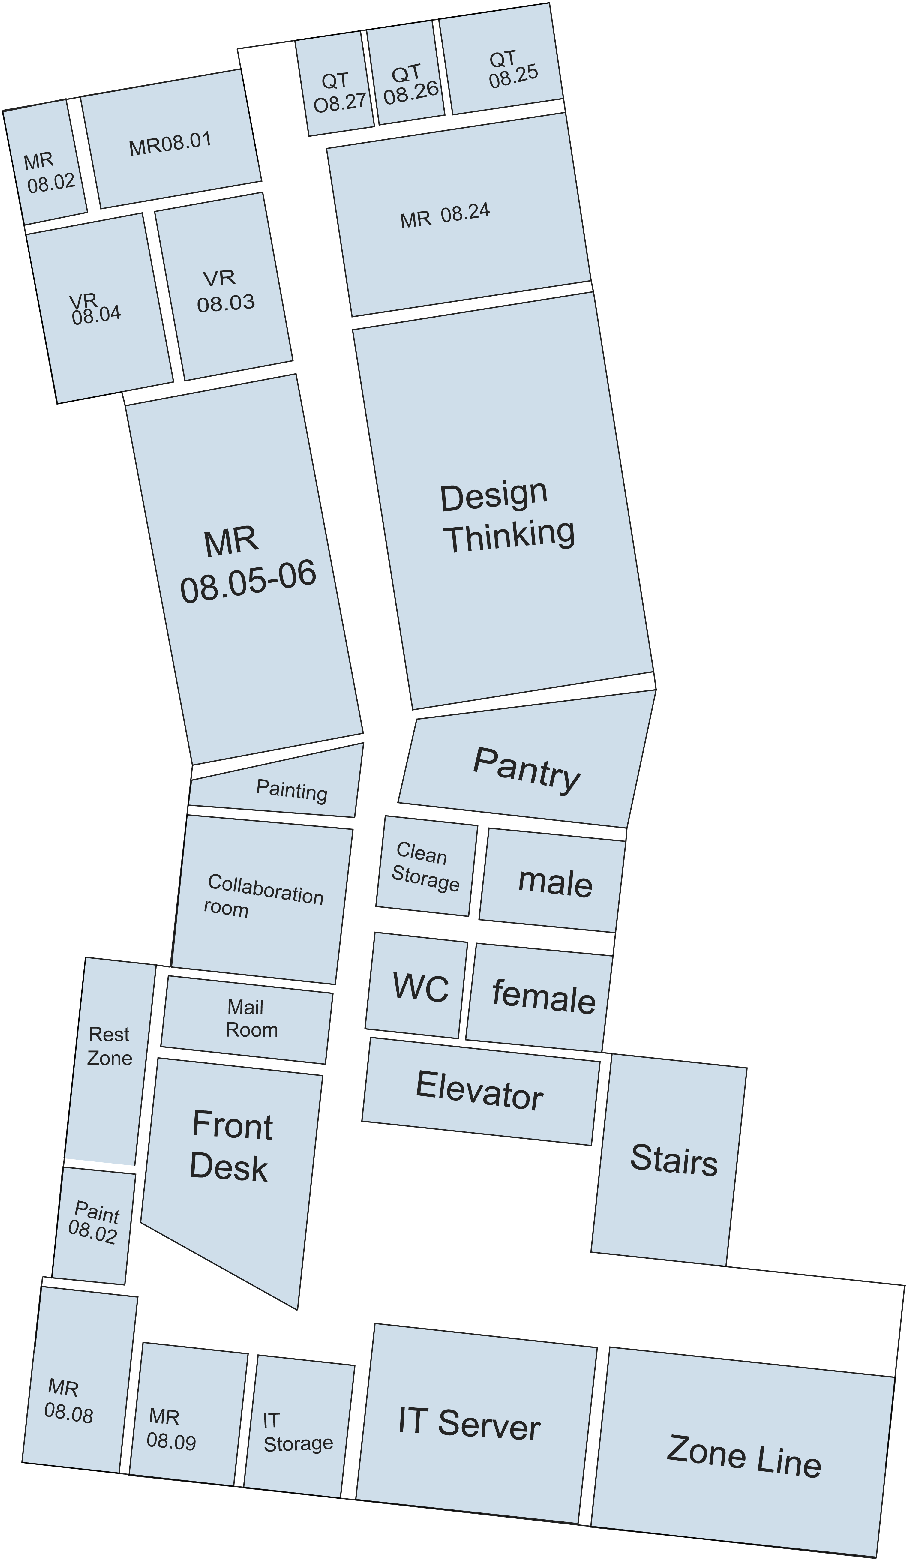 QT
O8.27
QT
08.26
QT
08.25
MR
08.02
MR08.01
MR 08.24
VR
08.04
VR
08.03
Design
Thinking
MR
08.05-06
Pantry
Painting
Clean
Storage
male
Collaboration
room
WC
female
Mail
Room
Rest
Zone
Elevator
Front
Desk
Stairs
Paint
08.02
MR
08.08
MR
08.09
IT
Storage
IT Server
Zone Line